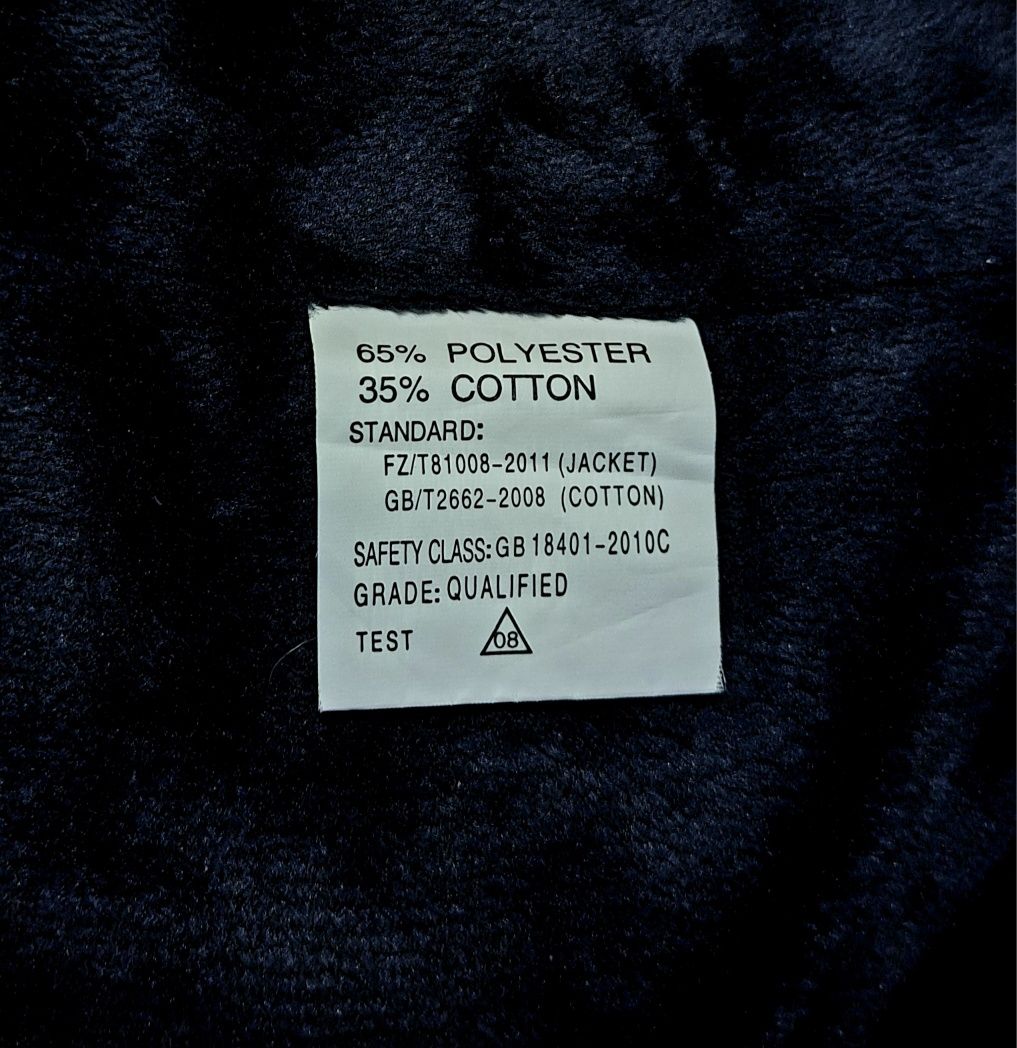 65% POLYESTER
35% COTTON
STANDARD:
FZ/T81008-2011 (JACKET)
GB/T2662-2008 (COTTON)
SAFETY CLASS: GB 18401-2010C
GRADE: QUALIFIED
TEST 08